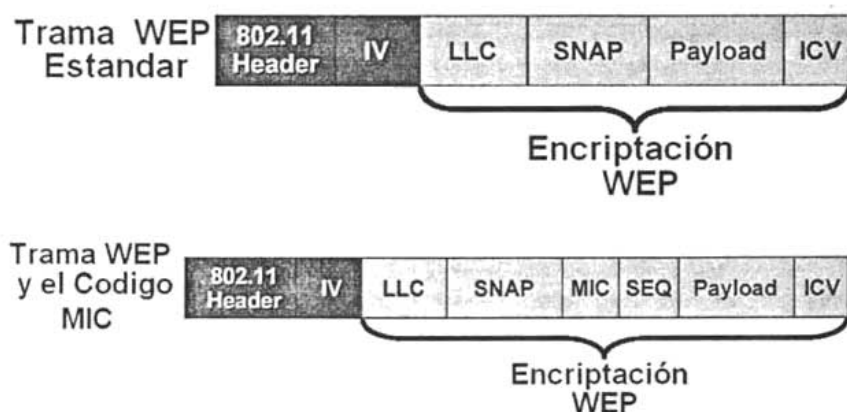 Trama WEP
Estandar
802.11
Header
IV
LLC
SNAP
Payload
ICV
Encriptación
WEP
Trama WEP
y el Codigo
MIC
802.11
Header
IV
LLC
SNAP
MIC
SEQ
Payload
ICV
Encriptación
WEP